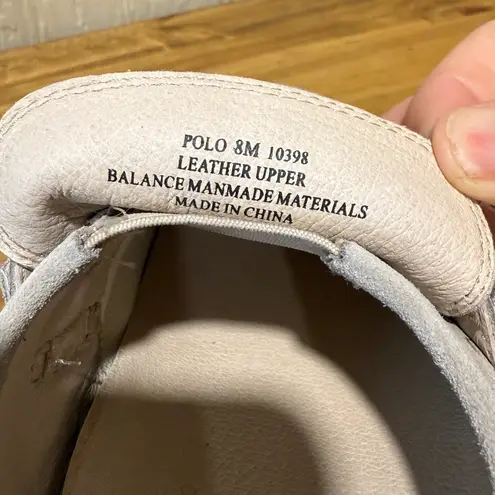 POLO 8M 10398
LEATHER UPPER
BALANCE MANMADE MATERIALS
MADE IN CHINA